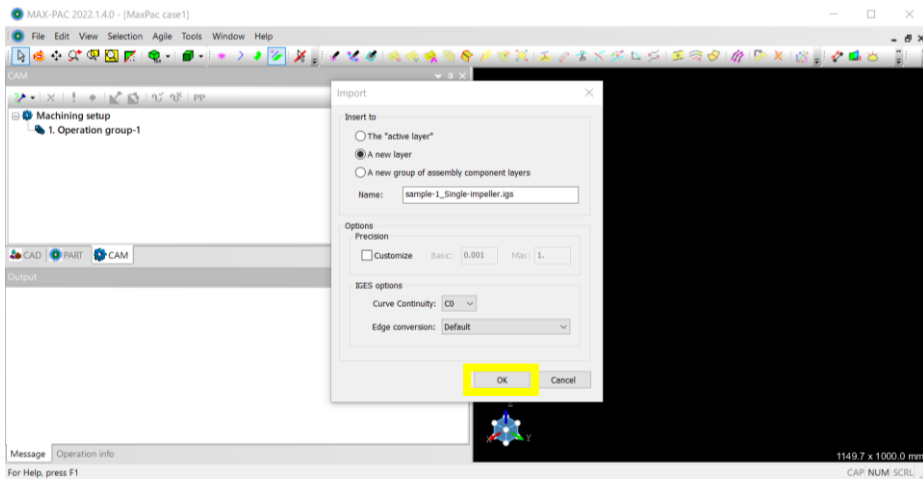 MAX-PAC 2022.1.4.0 - [MaxPac case1]
File Edit View Selection Agile Tools Window Help
CAM
PP
Machining setup
1. Operation group-1
CAD PART CAM
Output
Import
Insert to
The "active layer"
A new layer
A new group of assembly component layers
Name: sample-1_Single-impeller.igs
Options
Precision
Customize Basic: 0.001 Max: 1.
IGES options
Curve Continuity: C0
Edge conversion: Default
OK Cancel
Z
X Y
1149.7 x 1000.0 mm
Message Operation info
For Help, press F1 CAP NUM SCRL